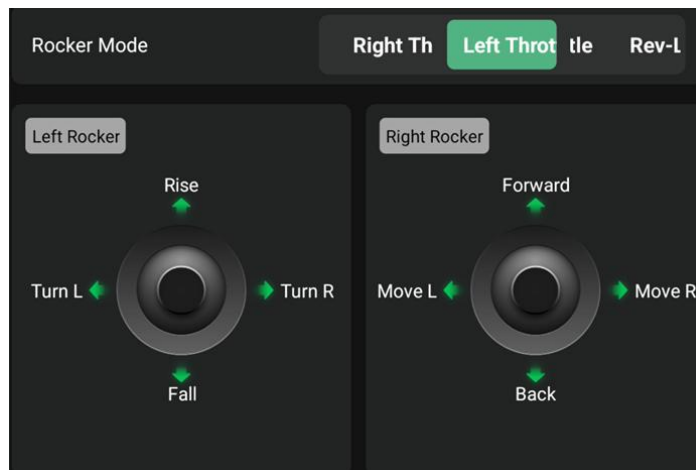 Rocker Mode
Right Th
Left Throt
tle
Rev-L
Left Rocker
Right Rocker
Rise
Forward
Turn L
Turn R
Move L
Move R
Fall
Back